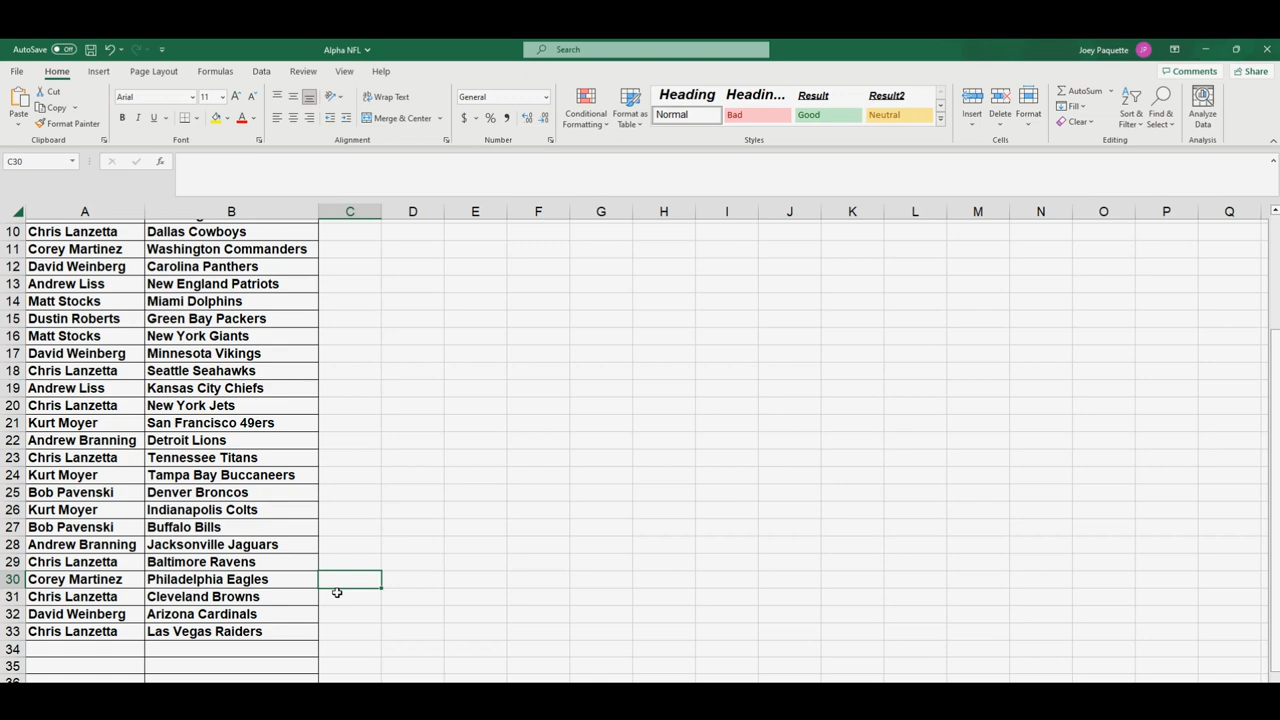 AutoSave Off Alpha NFL Search Joey Paquette JP
File Home Insert Page Layout Formulas Data Review View Help Comments Share
Paste Cut Copy Format Painter Clipboard
Arial 11 A A B I U A Font
Wrap Text Merge & Center Alignment
General $ % 9 Number
Conditional Formatting Format as Table Heading Headin... Result Result2 Normal Bad Good Neutral Styles
Insert Delete Format Cells
AutoSum Fill Clear Sort & Filter Find & Select Editing
Analyze Data Analysis
C30 fx
A B C D E F G H I J K L M N O P Q
10 Chris Lanzetta Dallas Cowboys
11 Corey Martinez Washington Commanders
12 David Weinberg Carolina Panthers
13 Andrew Liss New England Patriots
14 Matt Stocks Miami Dolphins
15 Dustin Roberts Green Bay Packers
16 Matt Stocks New York Giants
17 David Weinberg Minnesota Vikings
18 Chris Lanzetta Seattle Seahawks
19 Andrew Liss Kansas City Chiefs
20 Chris Lanzetta New York Jets
21 Kurt Moyer San Francisco 49ers
22 Andrew Branning Detroit Lions
23 Chris Lanzetta Tennessee Titans
24 Kurt Moyer Tampa Bay Buccaneers
25 Bob Pavenski Denver Broncos
26 Kurt Moyer Indianapolis Colts
27 Bob Pavenski Buffalo Bills
28 Andrew Branning Jacksonville Jaguars
29 Chris Lanzetta Baltimore Ravens
30 Corey Martinez Philadelphia Eagles
31 Chris Lanzetta Cleveland Browns
32 David Weinberg Arizona Cardinals
33 Chris Lanzetta Las Vegas Raiders
34
35